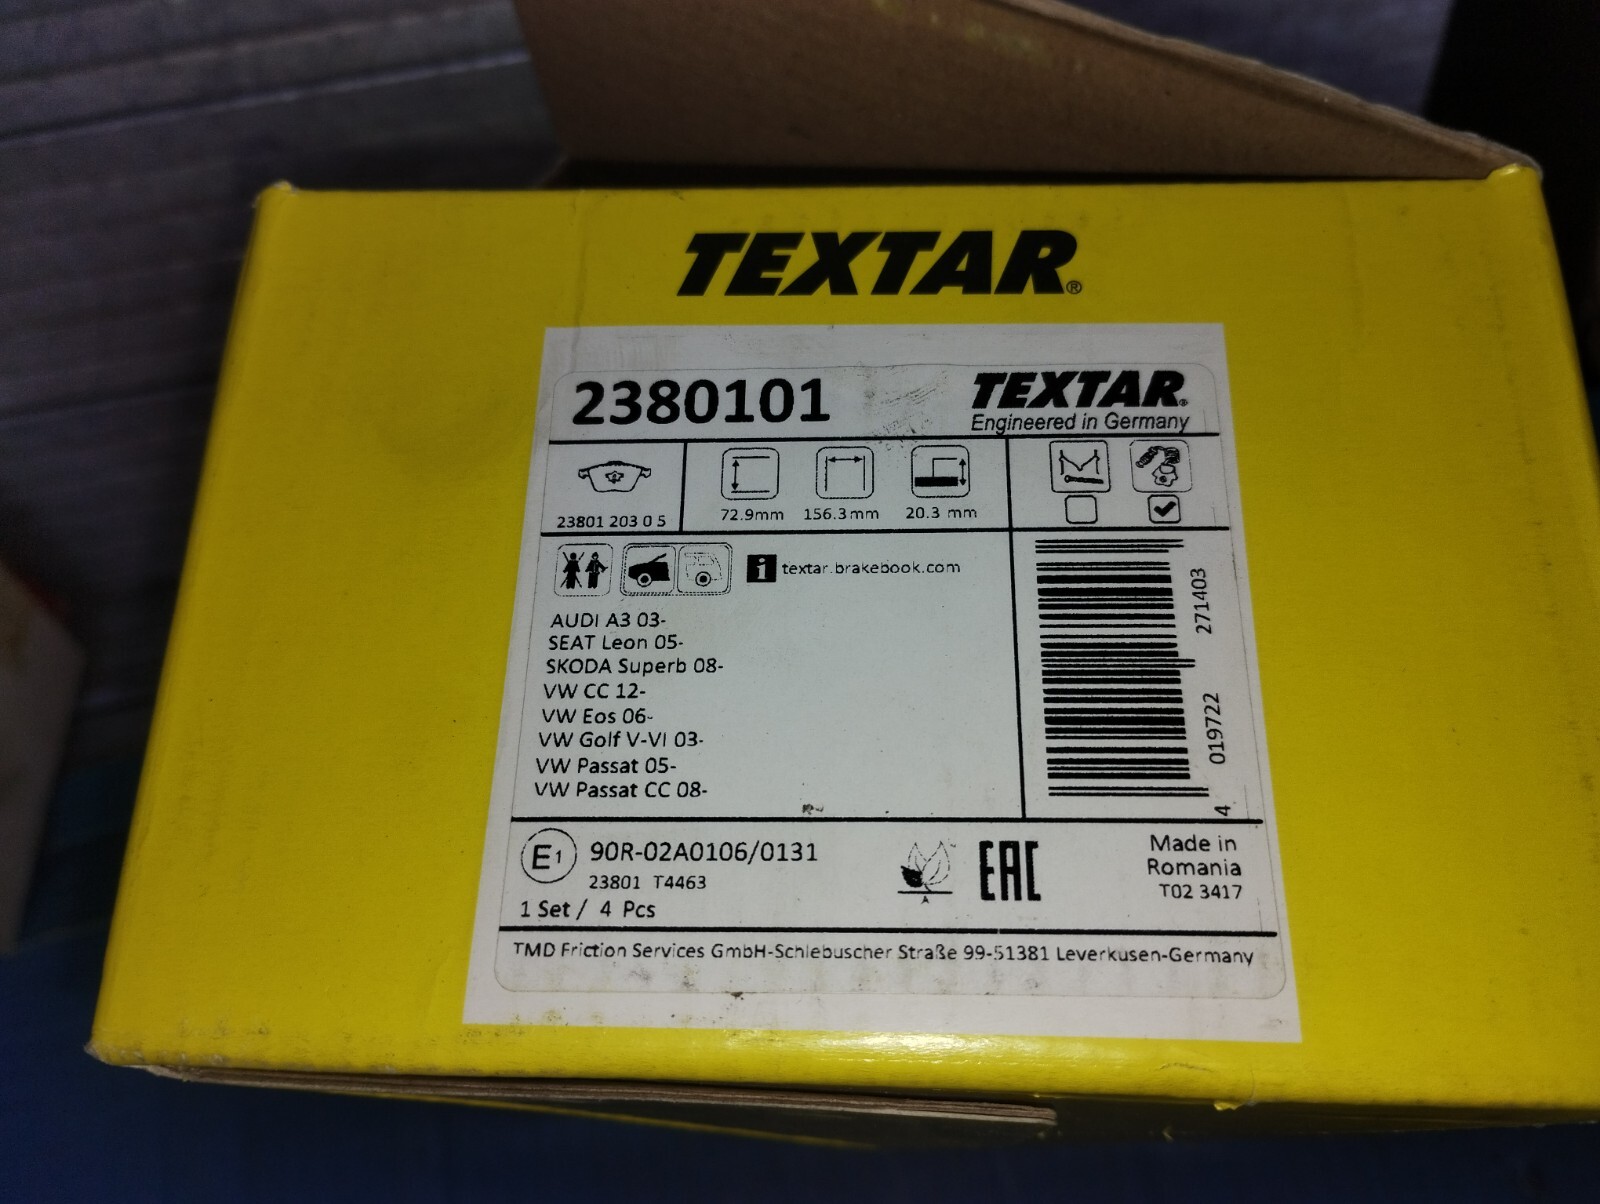 TEXTAR®
2380101
TEXTAR®
Engineered in Germany
23801 203 0 5
72.9mm 156.3mm 20.3 mm
i textar.brakebook.com
AUDI A3 03-
SEAT Leon 05-
SKODA Superb 08-
VW CC 12-
VW Eos 06-
VW Golf V-VI 03-
VW Passat 05-
VW Passat CC 08-
4 019722 271403
E1 90R-02A0106/0131
23801 T4463
1 Set / 4 Pcs
A
EAC
Made in
Romania
T02 3417
TMD Friction Services GmbH-Schlebuscher Straße 99-51381 Leverkusen-Germany